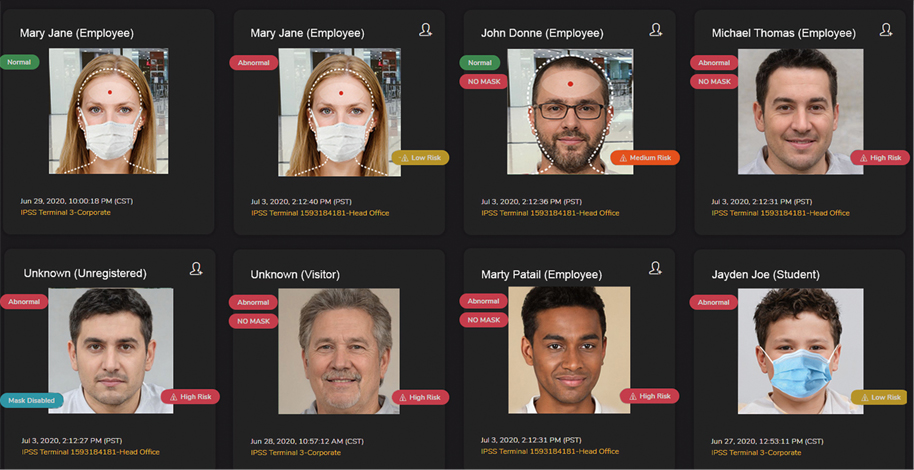 Mary Jane (Employee)
Normal
Jun 29, 2020, 10:00:18 PM (CST)
IPSS Terminal 3-Corporate
Mary Jane (Employee)
Abnormal
Low Risk
Jul 3, 2020, 2:12:40 PM (PST)
IPSS Terminal 1593184181-Head Office
John Donne (Employee)
Normal
NO MASK
Medium Risk
Jul 3, 2020, 2:12:36 PM (PST)
IPSS Terminal 1593184181-Head Office
Michael Thomas (Employee)
Abnormal
NO MASK
High Risk
Jul 3, 2020, 2:12:31 PM (PST)
IPSS Terminal 1593184181-Head Office
Unknown (Unregistered)
Abnormal
Mask Disabled
High Risk
Jul 3, 2020, 2:12:27 PM (PST)
IPSS Terminal 1593184181-Head Office
Unknown (Visitor)
Abnormal
NO MASK
High Risk
Jun 28, 2020, 10:57:12 AM (CST)
IPSS Terminal 3-Corporate
Marty Patail (Employee)
Abnormal
NO MASK
High Risk
Jul 3, 2020, 2:12:31 PM (PST)
IPSS Terminal 1593184181-Head Office
Jayden Joe (Student)
Abnormal
Low Risk
Jun 27, 2020, 12:53:11 PM (CST)
IPSS Terminal 3-Corporate